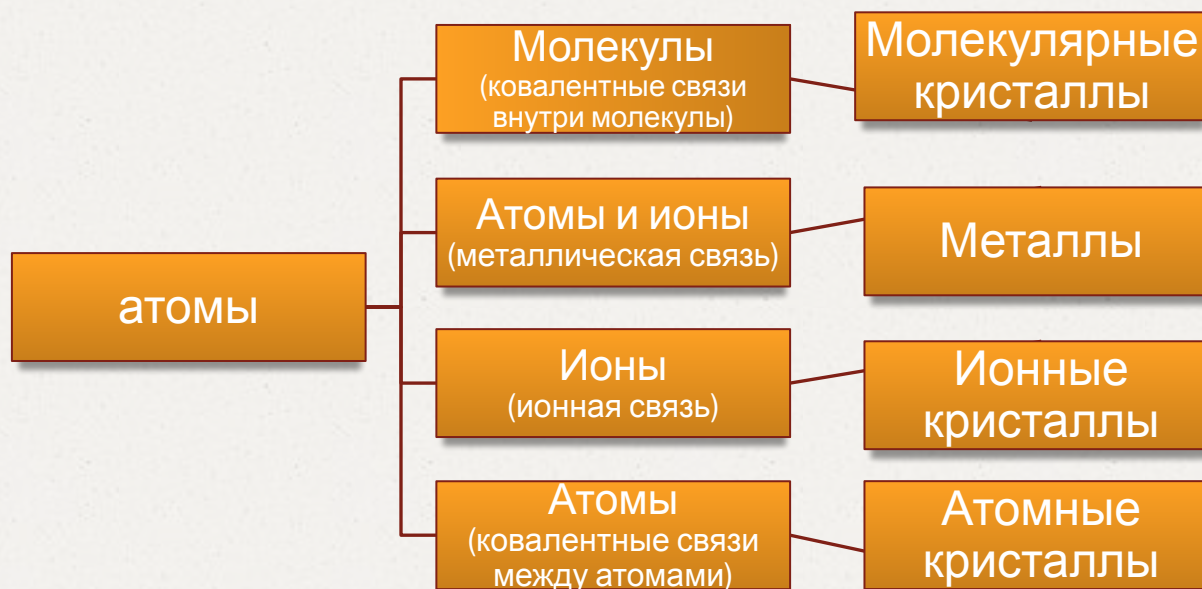 атомы
Молекулы
(ковалентные связи
внутри молекулы)
Молекулярные
кристаллы
Атомы и ионы
(металлическая связь)
Металлы
Ионы
(ионная связь)
Ионные
кристаллы
Атомы
(ковалентные связи
между атомами)
Атомные
кристаллы